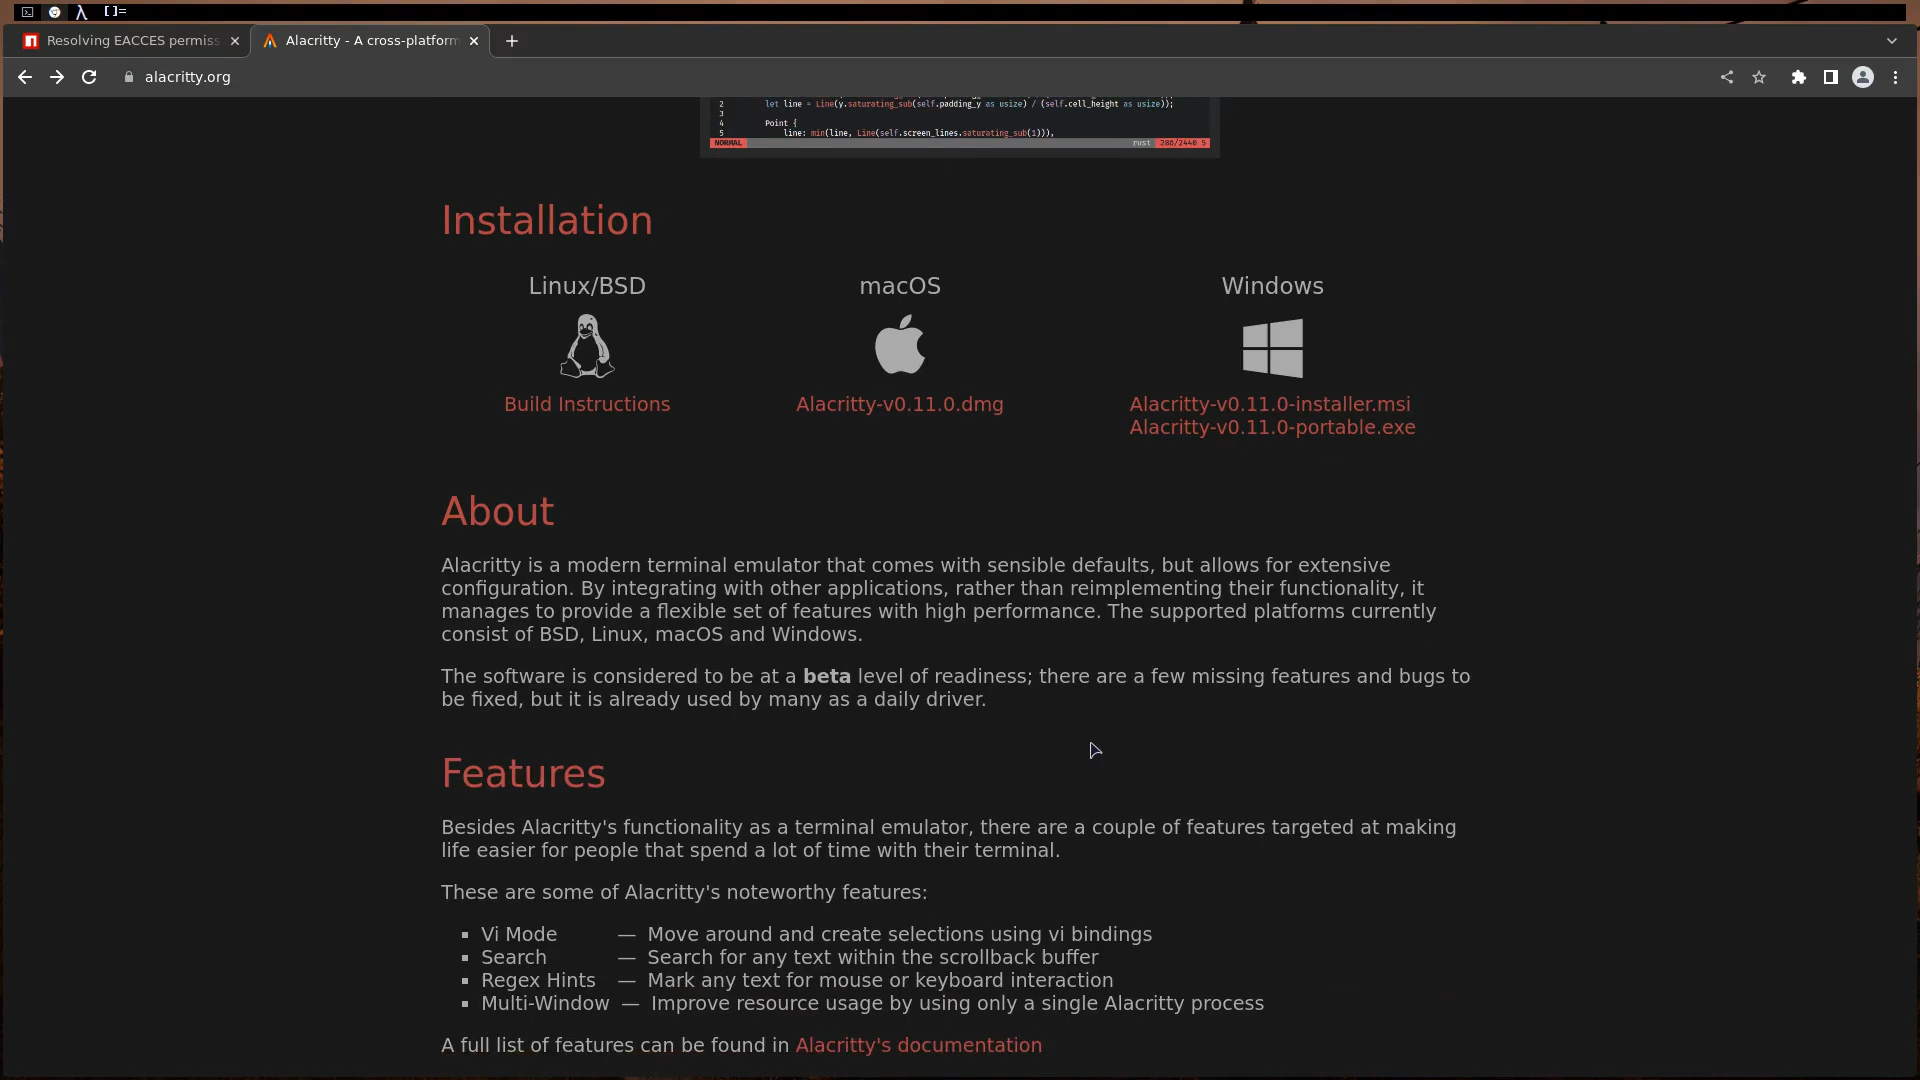 λ []=
Resolving EACCES permiss
Alacritty - A cross-platform
alacritty.org
2 let line = Line(y.saturating_sub(self.padding_y as usize) / (self.cell_height as usize));
3
4 Point {
5 line: min(line, Line(self.screen_lines.saturating_sub(1))),
NORMAL rust 286/2440 5
Installation
Linux/BSD macOS Windows
Build Instructions Alacritty-v0.11.0.dmg Alacritty-v0.11.0-installer.msi
Alacritty-v0.11.0-portable.exe
About
Alacritty is a modern terminal emulator that comes with sensible defaults, but allows for extensive
configuration. By integrating with other applications, rather than reimplementing their functionality, it
manages to provide a flexible set of features with high performance. The supported platforms currently
consist of BSD, Linux, macOS and Windows.
The software is considered to be at a beta level of readiness; there are a few missing features and bugs to
be fixed, but it is already used by many as a daily driver.
Features
Besides Alacritty's functionality as a terminal emulator, there are a couple of features targeted at making
life easier for people that spend a lot of time with their terminal.
These are some of Alacritty's noteworthy features:
▪ Vi Mode — Move around and create selections using vi bindings
▪ Search — Search for any text within the scrollback buffer
▪ Regex Hints — Mark any text for mouse or keyboard interaction
▪ Multi-Window — Improve resource usage by using only a single Alacritty process
A full list of features can be found in Alacritty's documentation